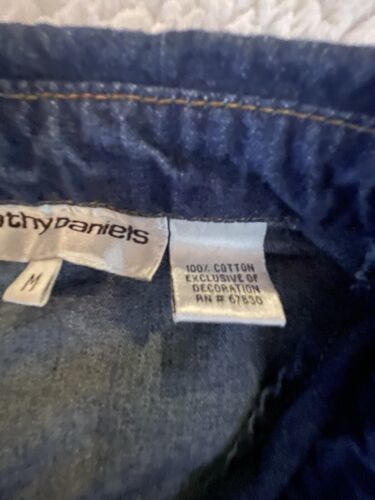 athy Daniels
M
100% COTTON
EXCLUSIVE OF
DECORATION
RN # 67830